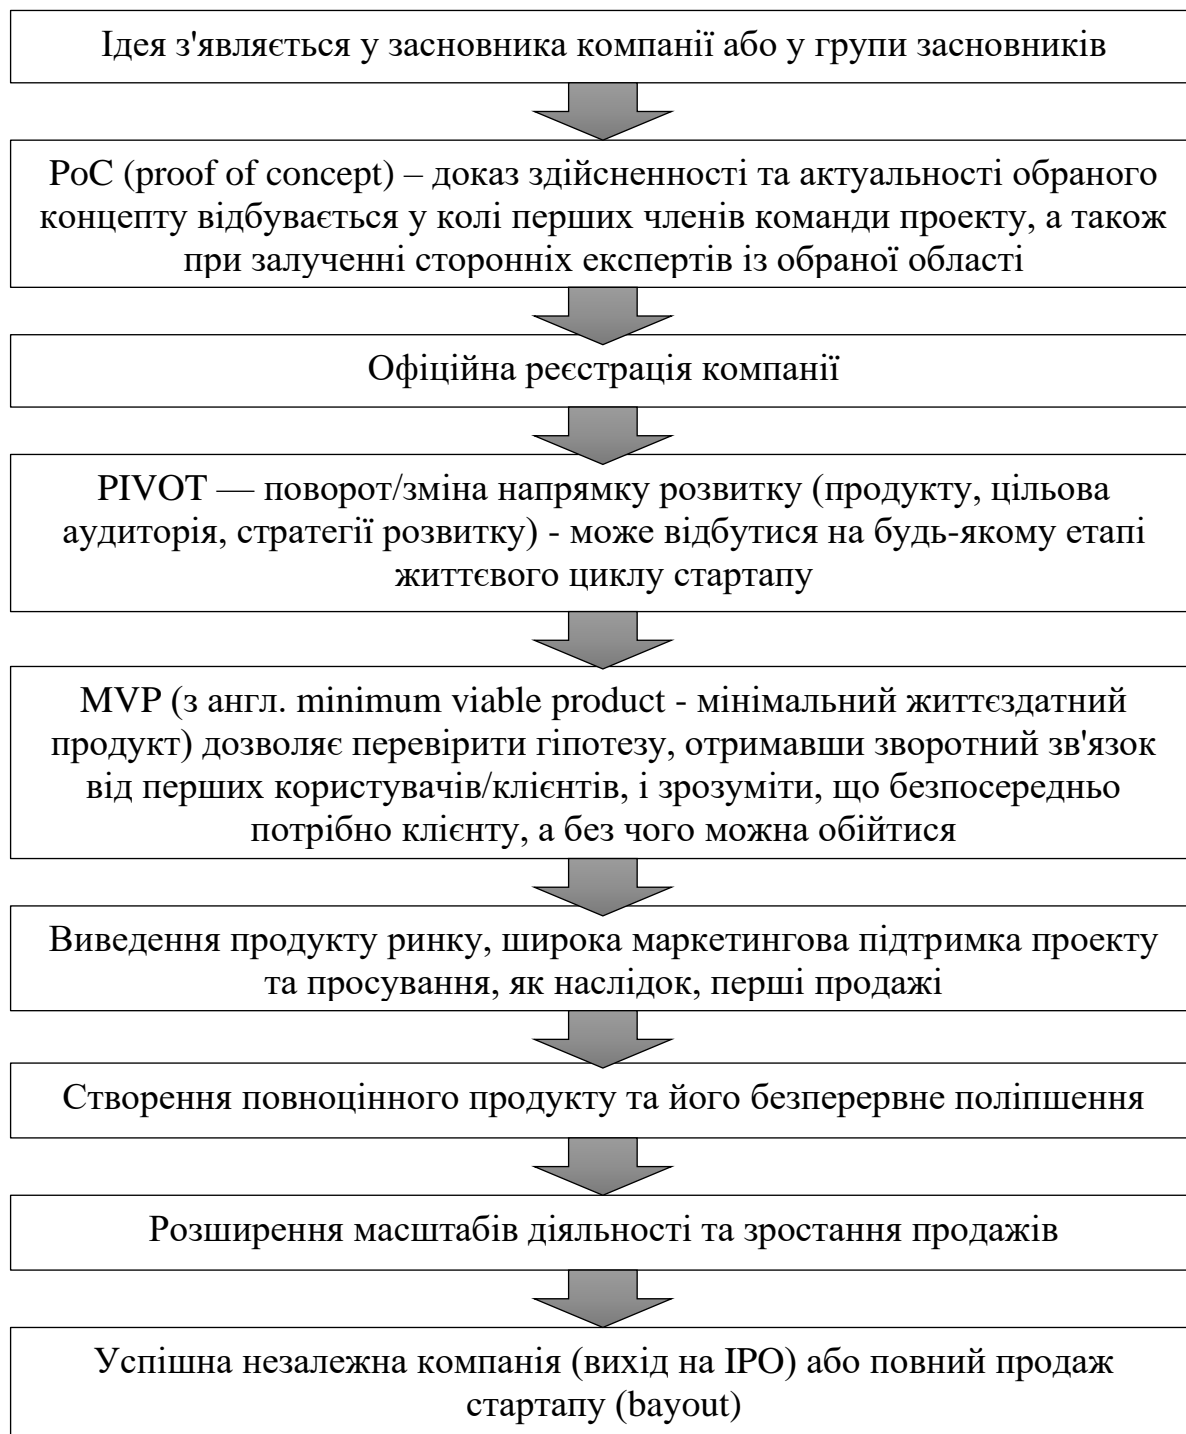 Ідея з'являється у засновника компанії або у групи засновників
PoC (proof of concept) – доказ здійсненності та актуальності обраного
концепту відбувається у колі перших членів команди проекту, а також
при залученні сторонніх експертів із обраної області
Офіційна реєстрація компанії
PIVOT — поворот/зміна напрямку розвитку (продукту, цільова
аудиторія, стратегії розвитку) - може відбутися на будь-якому етапі
життєвого циклу стартапу
MVP (з англ. minimum viable product - мінімальний життєздатний
продукт) дозволяє перевірити гіпотезу, отримавши зворотний зв'язок
від перших користувачів/клієнтів, і зрозуміти, що безпосередньо
потрібно клієнту, а без чого можна обійтися
Виведення продукту ринку, широка маркетингова підтримка проекту
та просування, як наслідок, перші продажі
Створення повноцінного продукту та його безперервне поліпшення
Розширення масштабів діяльності та зростання продажів
Успішна незалежна компанія (вихід на IPO) або повний продаж
стартапу (bayout)